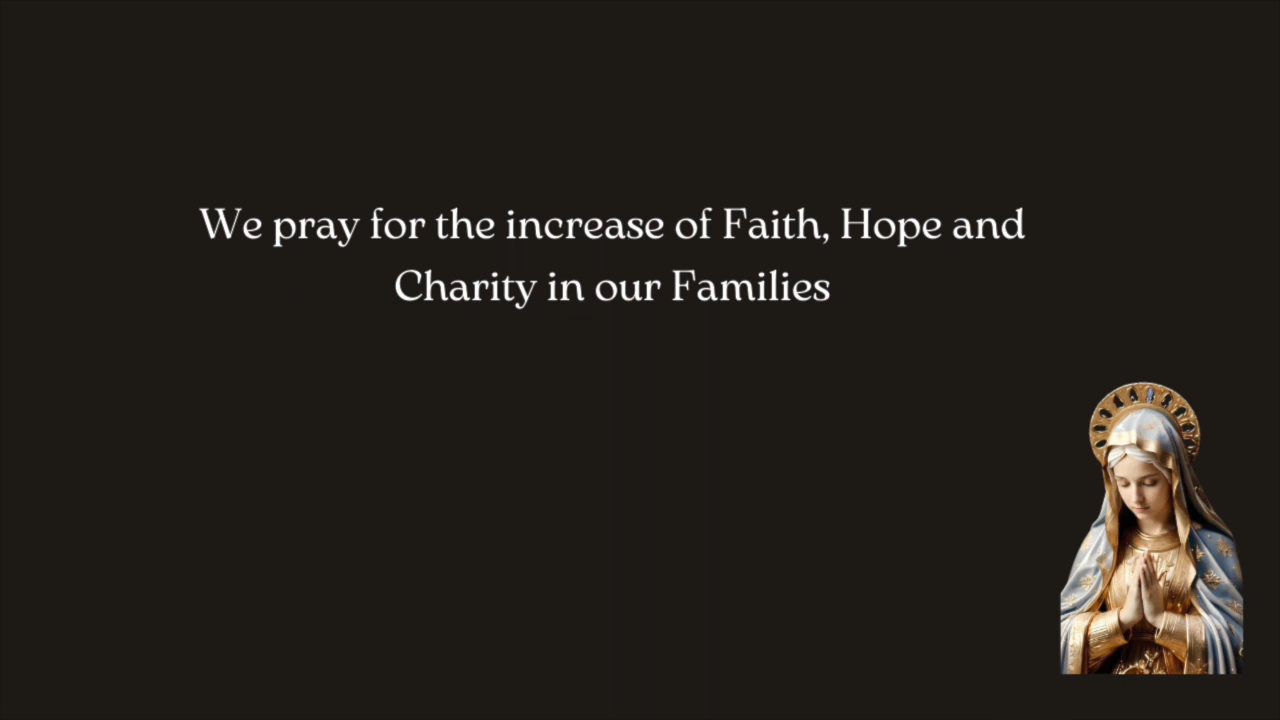 We pray for the increase of Faith, Hope and
Charity in our Families